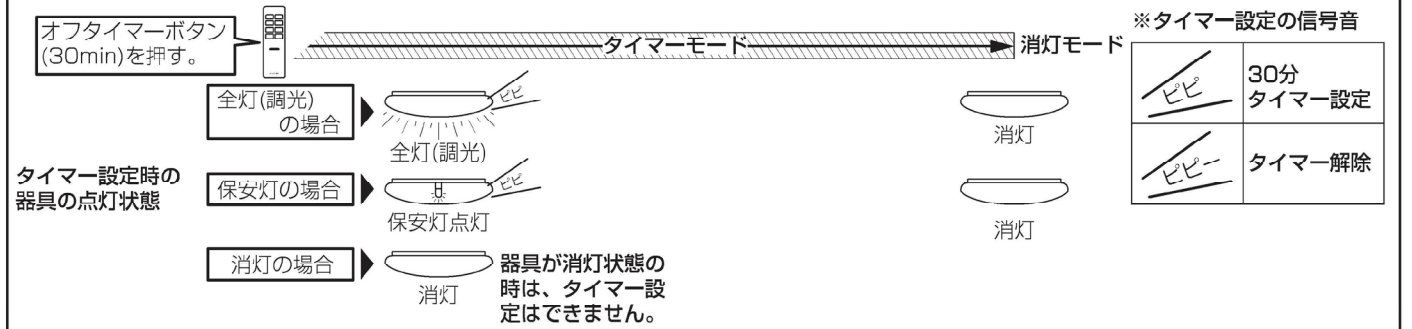 オフタイマーボタン
(30min)を押す。
タイマーモード
消灯モード
※タイマー設定の信号音
ピピ
30分
タイマー設定
ピピー
タイマー解除
タイマー設定時の
器具の点灯状態
全灯(調光)
の場合
ピピ
全灯(調光)
消灯
保安灯の場合
ピピ
保安灯点灯
消灯
消灯の場合
消灯
器具が消灯状態の
時は、タイマー設
定はできません。